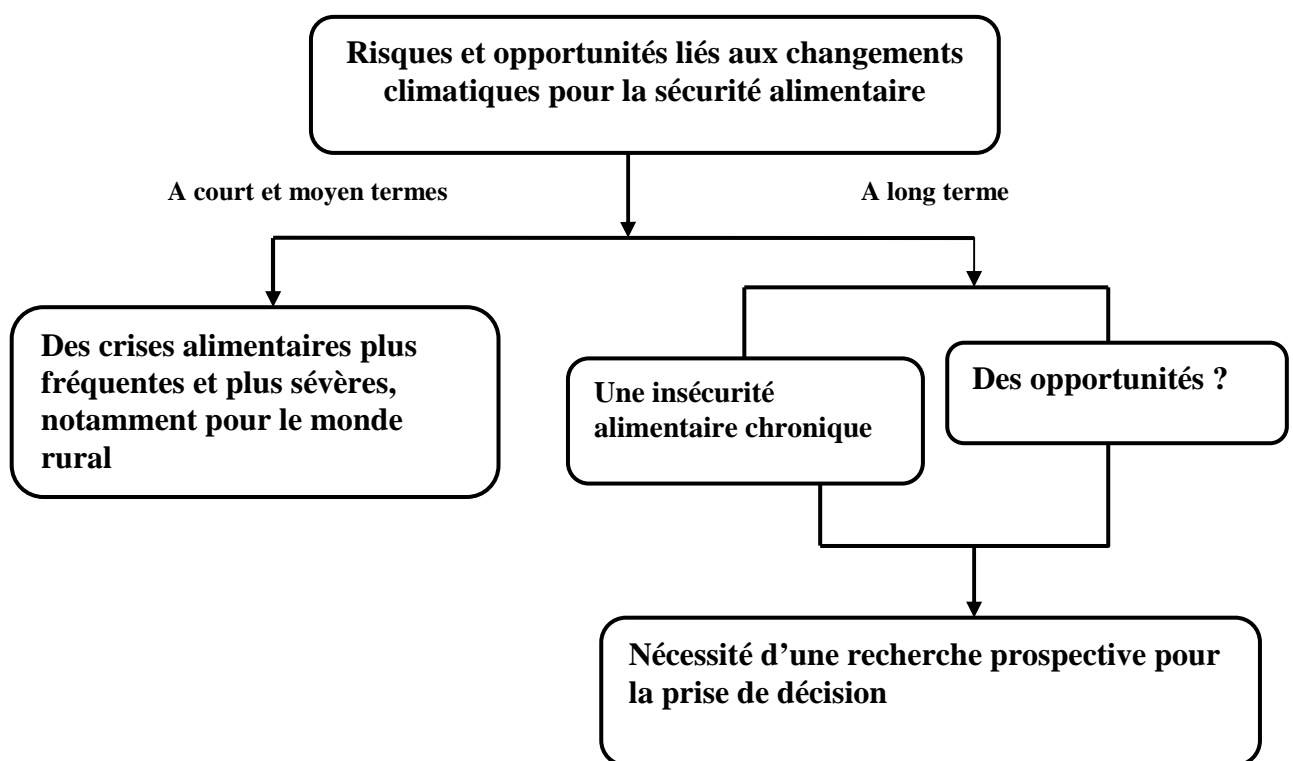 Risques et opportunités liés aux changements
climatiques pour la sécurité alimentaire
A court et moyen termes
A long terme
Des crises alimentaires plus
fréquentes et plus sévères,
notamment pour le monde
rural
Une insécurité
alimentaire chronique
Des opportunités ?
Nécessité d’une recherche prospective pour
la prise de décision